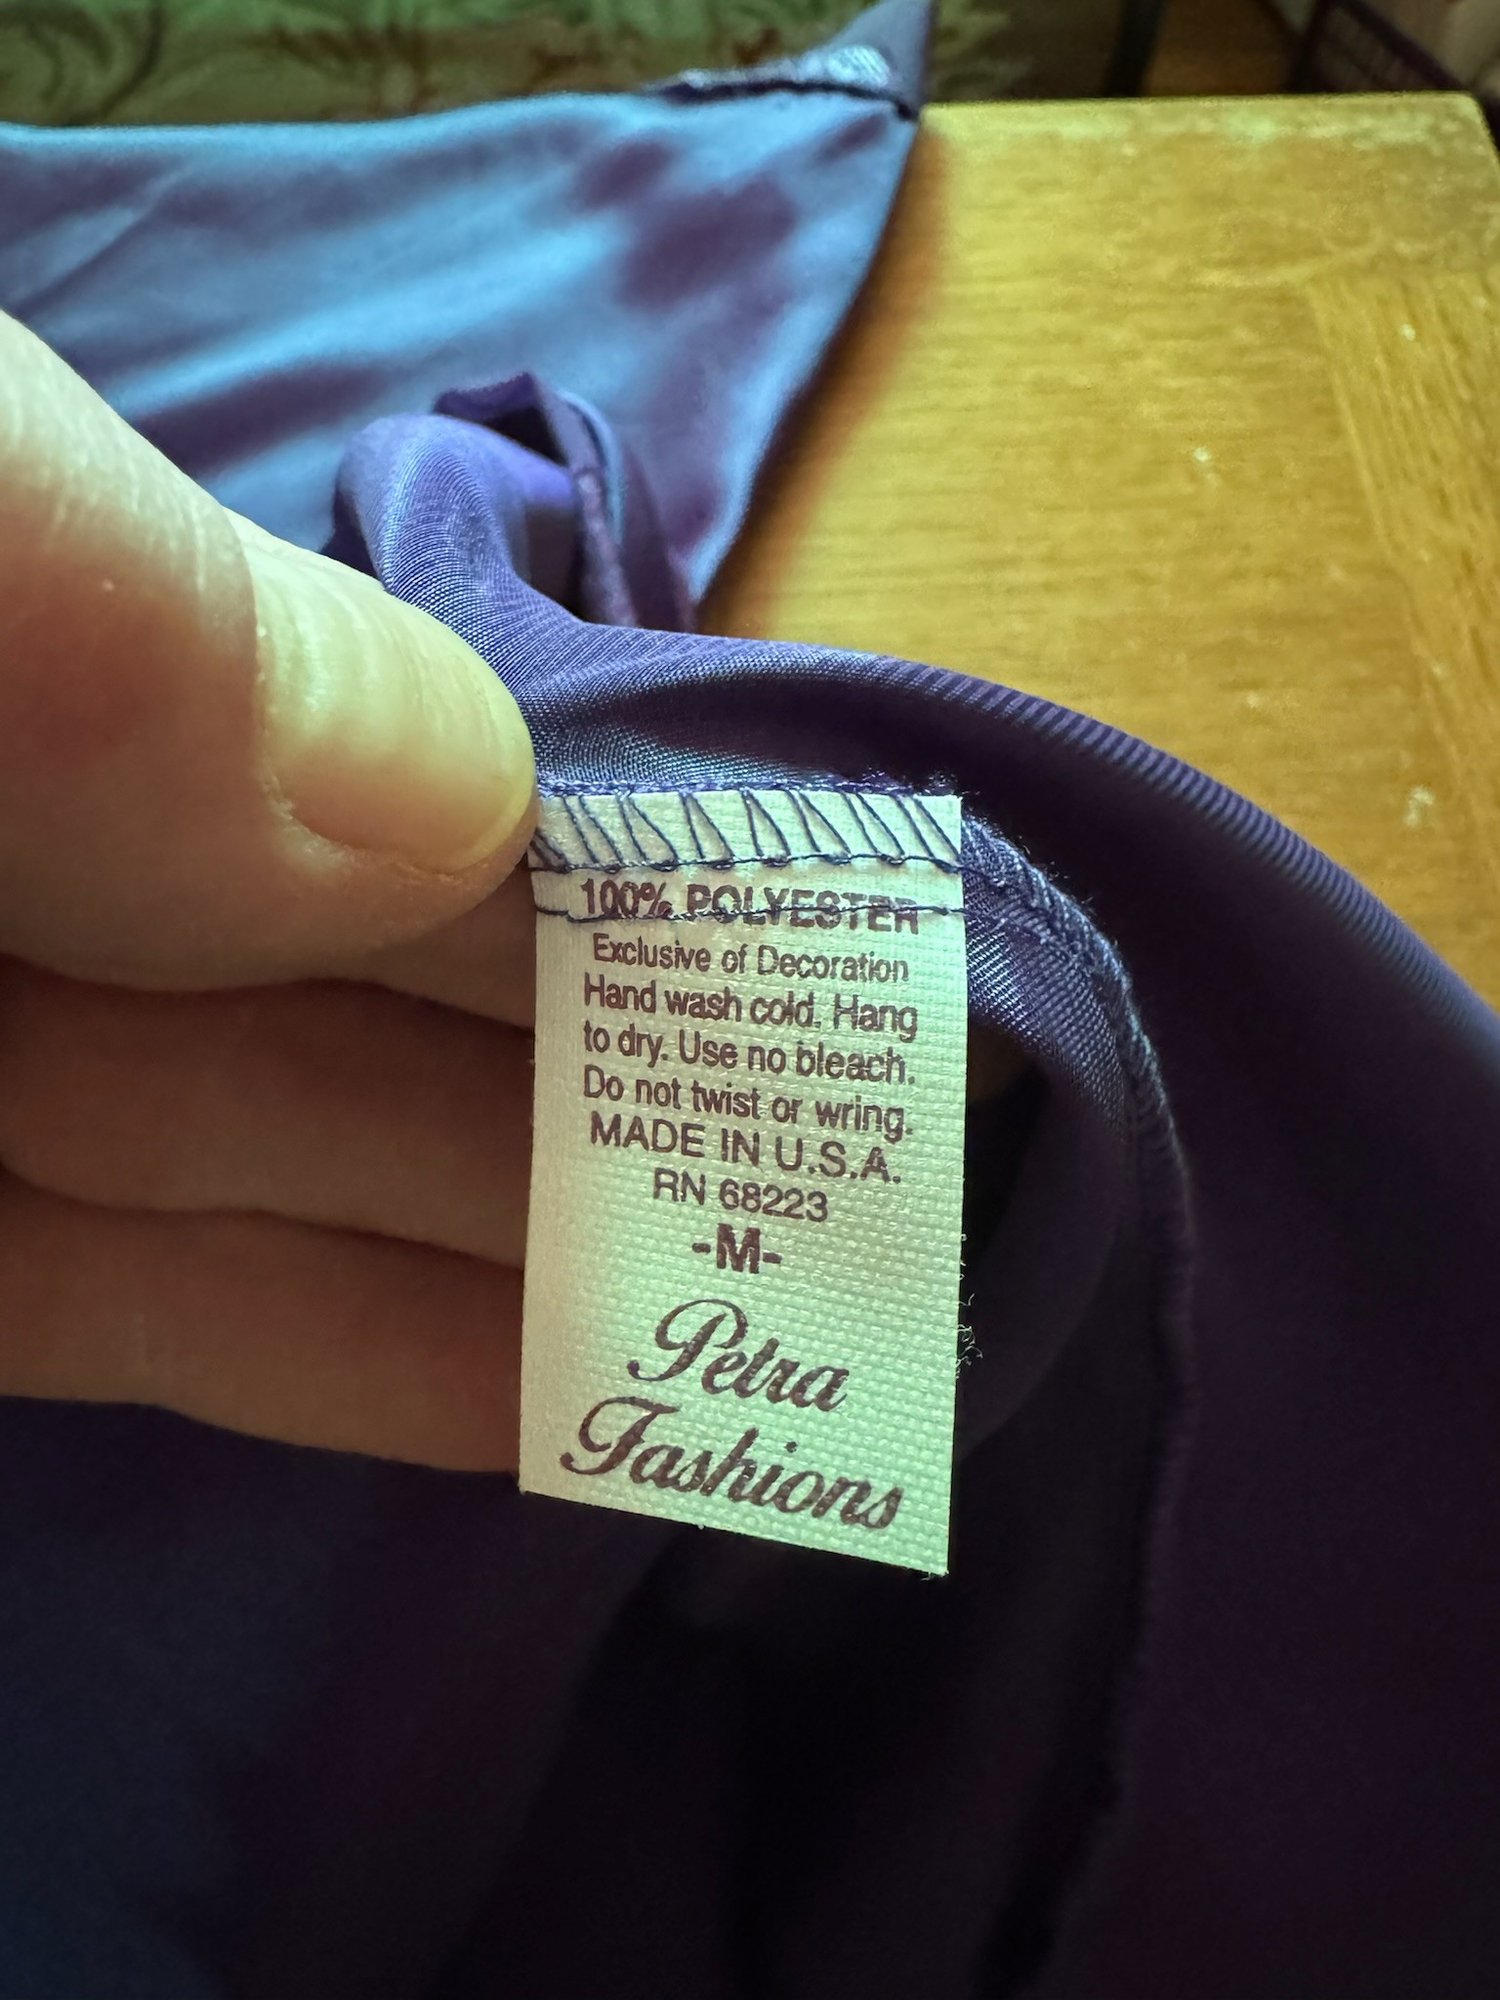 100% POLYESTER
Exclusive of Decoration
Hand wash cold. Hang
to dry. Use no bleach.
Do not twist or wring.
MADE IN U.S.A.
RN 68223
-M-
Petra
Fashions